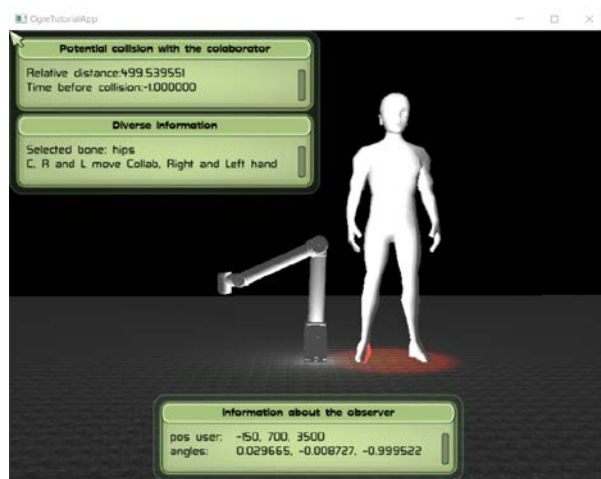 OgreTutorialApp
Potential collision with the colaborator
Relative distance:499.539551
Time before collision:-1.000000
Diverse information
Selected bone: hips
C, R and L move Collab, Right and Left hand
Information about the observer
pos user: -150, 700, 3500
angles: 0.029665, -0.008727, -0.999522